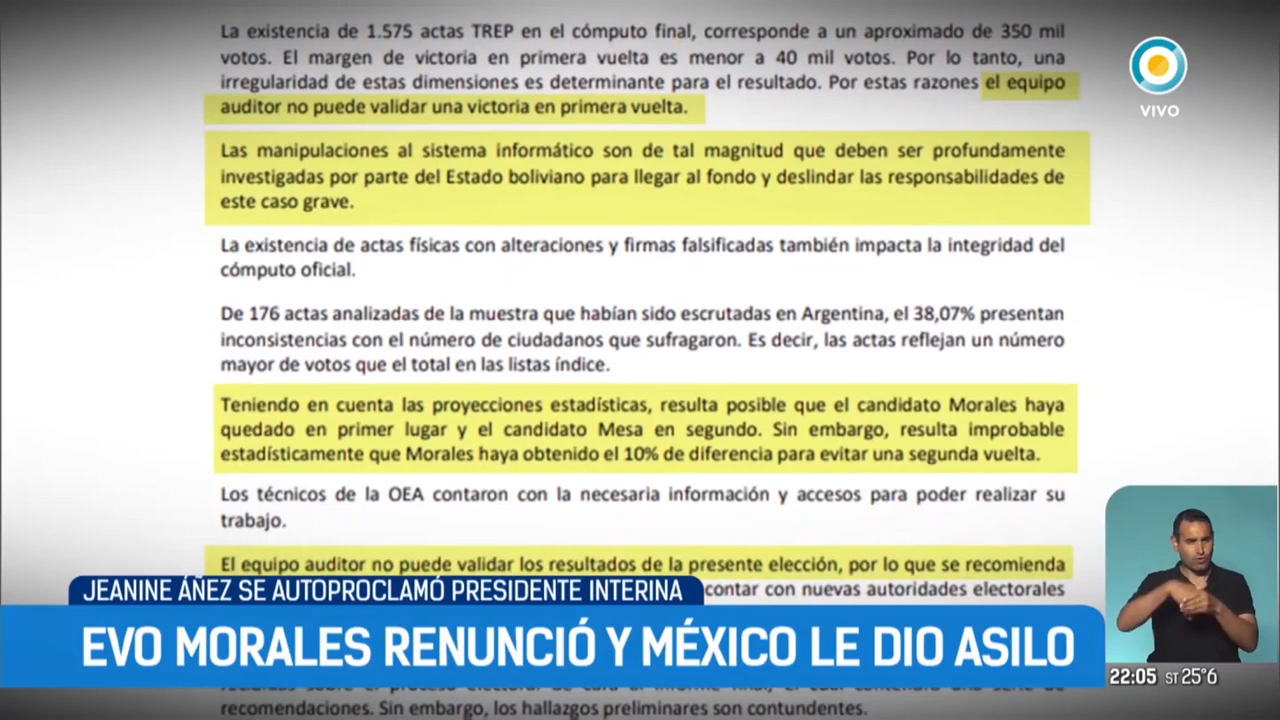 La existencia de 1.575 actas TREP en el cómputo final, corresponde a un aproximado de 350 mil
votos. El margen de victoria en primera vuelta es menor a 40 mil votos. Por lo tanto, una
irregularidad de estas dimensiones es determinante para el resultado. Por estas razones el equipo
auditor no puede validar una victoria en primera vuelta.
Las manipulaciones al sistema informático son de tal magnitud que deben ser profundamente
investigadas por parte del Estado boliviano para llegar al fondo y deslindar las responsabilidades de
este caso grave.
La existencia de actas físicas con alteraciones y firmas falsificadas también impacta la integridad del
cómputo oficial.
De 176 actas analizadas de la muestra que habían sido escrutadas en Argentina, el 38,07% presentan
inconsistencias con el número de ciudadanos que sufragaron. Es decir, las actas reflejan un número
mayor de votos que el total en las listas índice.
Teniendo en cuenta las proyecciones estadísticas, resulta posible que el candidato Morales haya
quedado en primer lugar y el candidato Mesa en segundo. Sin embargo, resulta improbable
estadísticamente que Morales haya obtenido el 10% de diferencia para evitar una segunda vuelta.
Los técnicos de la OEA contaron con la necesaria información y accesos para poder realizar su
trabajo.
El equipo auditor no puede validar los resultados de la presente elección, por lo que se recomienda
contar con nuevas autoridades electorales
recomendaciones. Sin embargo, los hallazgos preliminares son contundentes.
VIVO
JEANINE ÁÑEZ SE AUTOPROCLAMÓ PRESIDENTE INTERINA
EVO MORALES RENUNCIÓ Y MÉXICO LE DIO ASILO
22:05 ST 25°6